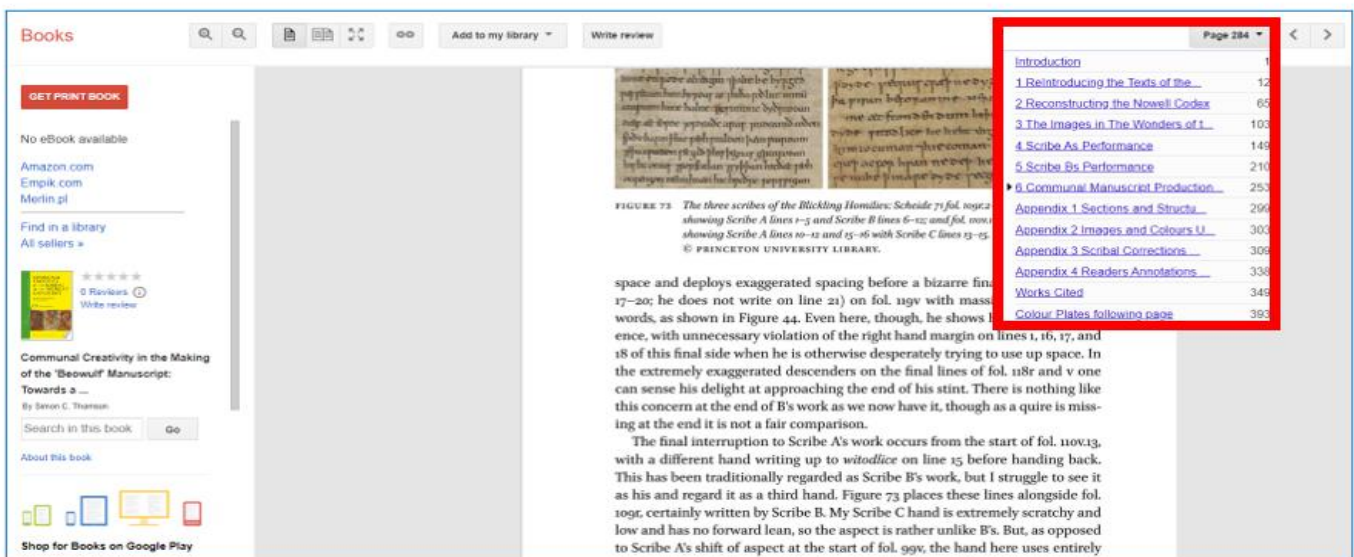 Books
Add to my library
Write review
Page 284
GET PRINT BOOK
No eBook available
Amazon.com
Empik.com
Merlin.pl
Find in a library
All sellers »
0 Reviews
Write review
Communal Creativity in the Making
of the 'Beowulf' Manuscript:
Towards a ...
By Simon C. Thomson
Search in this book
Go
About this book
Shop for Books on Google Play
Introduction 1
1 Reintroducing the Texts of the... 12
2 Reconstructing the Nowell Codex 65
3 The Images in The Wonders of t... 103
4 Scribe As Performance 149
5 Scribe Bs Performance 210
6 Communal Manuscript Production... 253
Appendix 1 Sections and Structu... 299
Appendix 2 Images and Colours U... 303
Appendix 3 Scribal Corrections ... 309
Appendix 4 Readers Annotations ... 338
Works Cited 349
Colour Plates following page 393
FIGURE 73 The three scribes of the Blickling Homilies: Scheide 71 fol. 109r.2
showing Scribe A lines 1–5 and Scribe B lines 6–12; and fol. 110v.1
showing Scribe A lines 10–12 and 15–16 with Scribe C lines 13–15.
© PRINCETON UNIVERSITY LIBRARY.
space and deploys exaggerated spacing before a bizarre fina
17–20; he does not write on line 21) on fol. 119v with mass
words, as shown in Figure 44. Even here, though, he shows
ence, with unnecessary violation of the right hand margin on lines 1, 16, 17, and
18 of this final side when he is otherwise desperately trying to use up space. In
the extremely exaggerated descenders on the final lines of fol. 118r and v one
can sense his delight at approaching the end of his stint. There is nothing like
this concern at the end of B's work as we now have it, though as a quire is miss-
ing at the end it is not a fair comparison.
The final interruption to Scribe A's work occurs from the start of fol. 110v.13,
with a different hand writing up to witodlice on line 15 before handing back.
This has been traditionally regarded as Scribe B's work, but I struggle to see it
as his and regard it as a third hand. Figure 73 places these lines alongside fol.
109r, certainly written by Scribe B. My Scribe C hand is extremely scratchy and
low and has no forward lean, so the aspect is rather unlike B's. But, as opposed
to Scribe A's shift of aspect at the start of fol. 99v, the hand here uses entirely